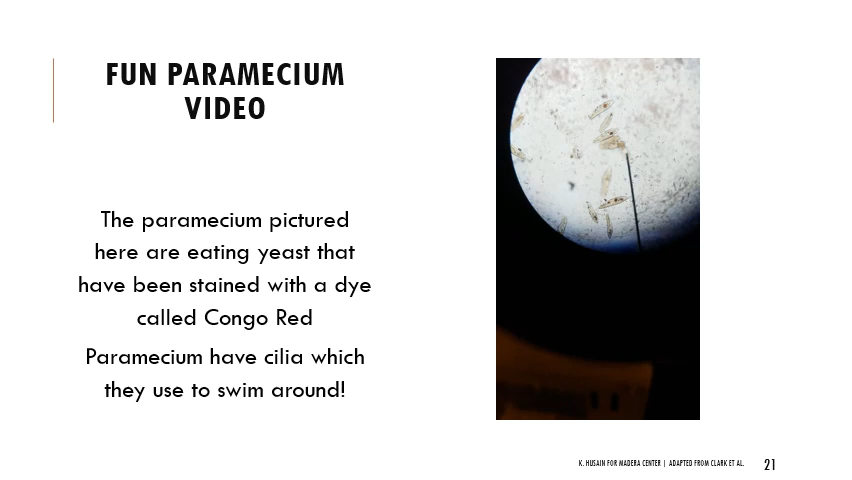 FUN PARAMECIUM
VIDEO
The paramecium pictured
here are eating yeast that
have been stained with a dye
called Congo Red
Paramecium have cilia which
they use to swim around!
K. HUSAIN FOR MADERA CENTER | ADAPTED FROM CLARK ET AL.
21